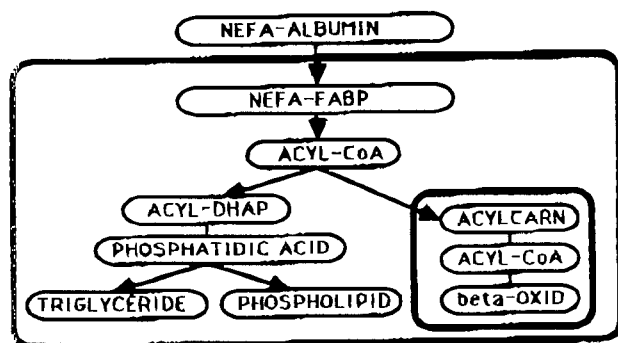 NEFA-ALBUMIN
NEFA-FABP
ACYL-CoA
ACYL-DHAP
ACYLCARN
PHOSPHATIDIC ACID
ACYL-CoA
TRIGLYCERIDE
PHOSPHOLIPID
beta-OXID